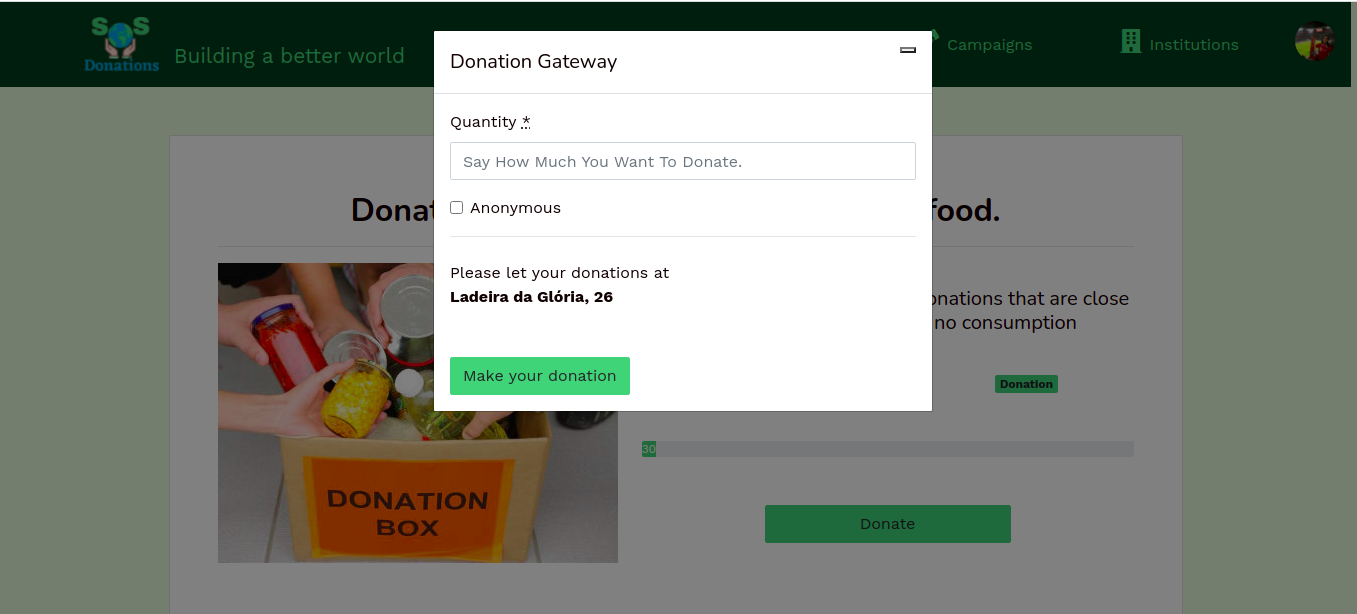 SOS
Donations
Building a better world
Campaigns
Institutions
Donation Gateway
Quantity *
Say How Much You Want To Donate.
Anonymous
Please let your donations at
Ladeira da Glória, 26
Make your donation
food.
onations that are close
no consumption
Donation
30
Donate
DONATION
BOX